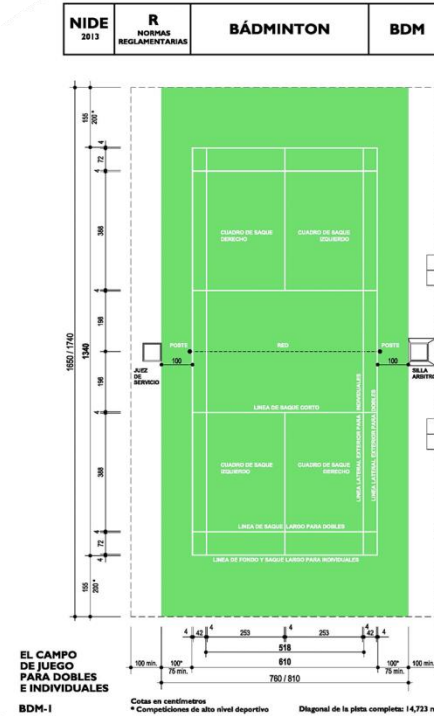 NIDE
2013
R
NORMAS
REGLAMENTARIAS
BÁDMINTON
BDM
155
200*
4
72
4
388
4
198
1650 / 1740
1340
198
4
388
4
72
4
155
200*
CUADRO DE SAQUE
DERECHO
CUADRO DE SAQUE
IZQUIERDO
POSTE
RED
POSTE
100
100
JUEZ
DE
SERVICIO
SILLA
ARBITRO
LINEA DE SAQUE CORTO
LINEA LATERAL EXTERIOR PARA INDIVIDUALES
LINEA LATERAL EXTERIOR PARA DOBLES
CUADRO DE SAQUE
IZQUIERDO
CUADRO DE SAQUE
DERECHO
LINEA DE SAQUE LARGO PARA DOBLES
LINEA DE FONDO Y SAQUE LARGO PARA INDIVIDUALES
4 42 253 4 253 4 42 4
518
100 min. 100* 75 min. 610 100* 75 min. 100 min.
760 / 810
EL CAMPO
DE JUEGO
PARA DOBLES
E INDIVIDUALES
BDM-1
Cotas en centímetros
* Competiciones de alto nivel deportivo
Diagonal de la pista completa: 14,723 m